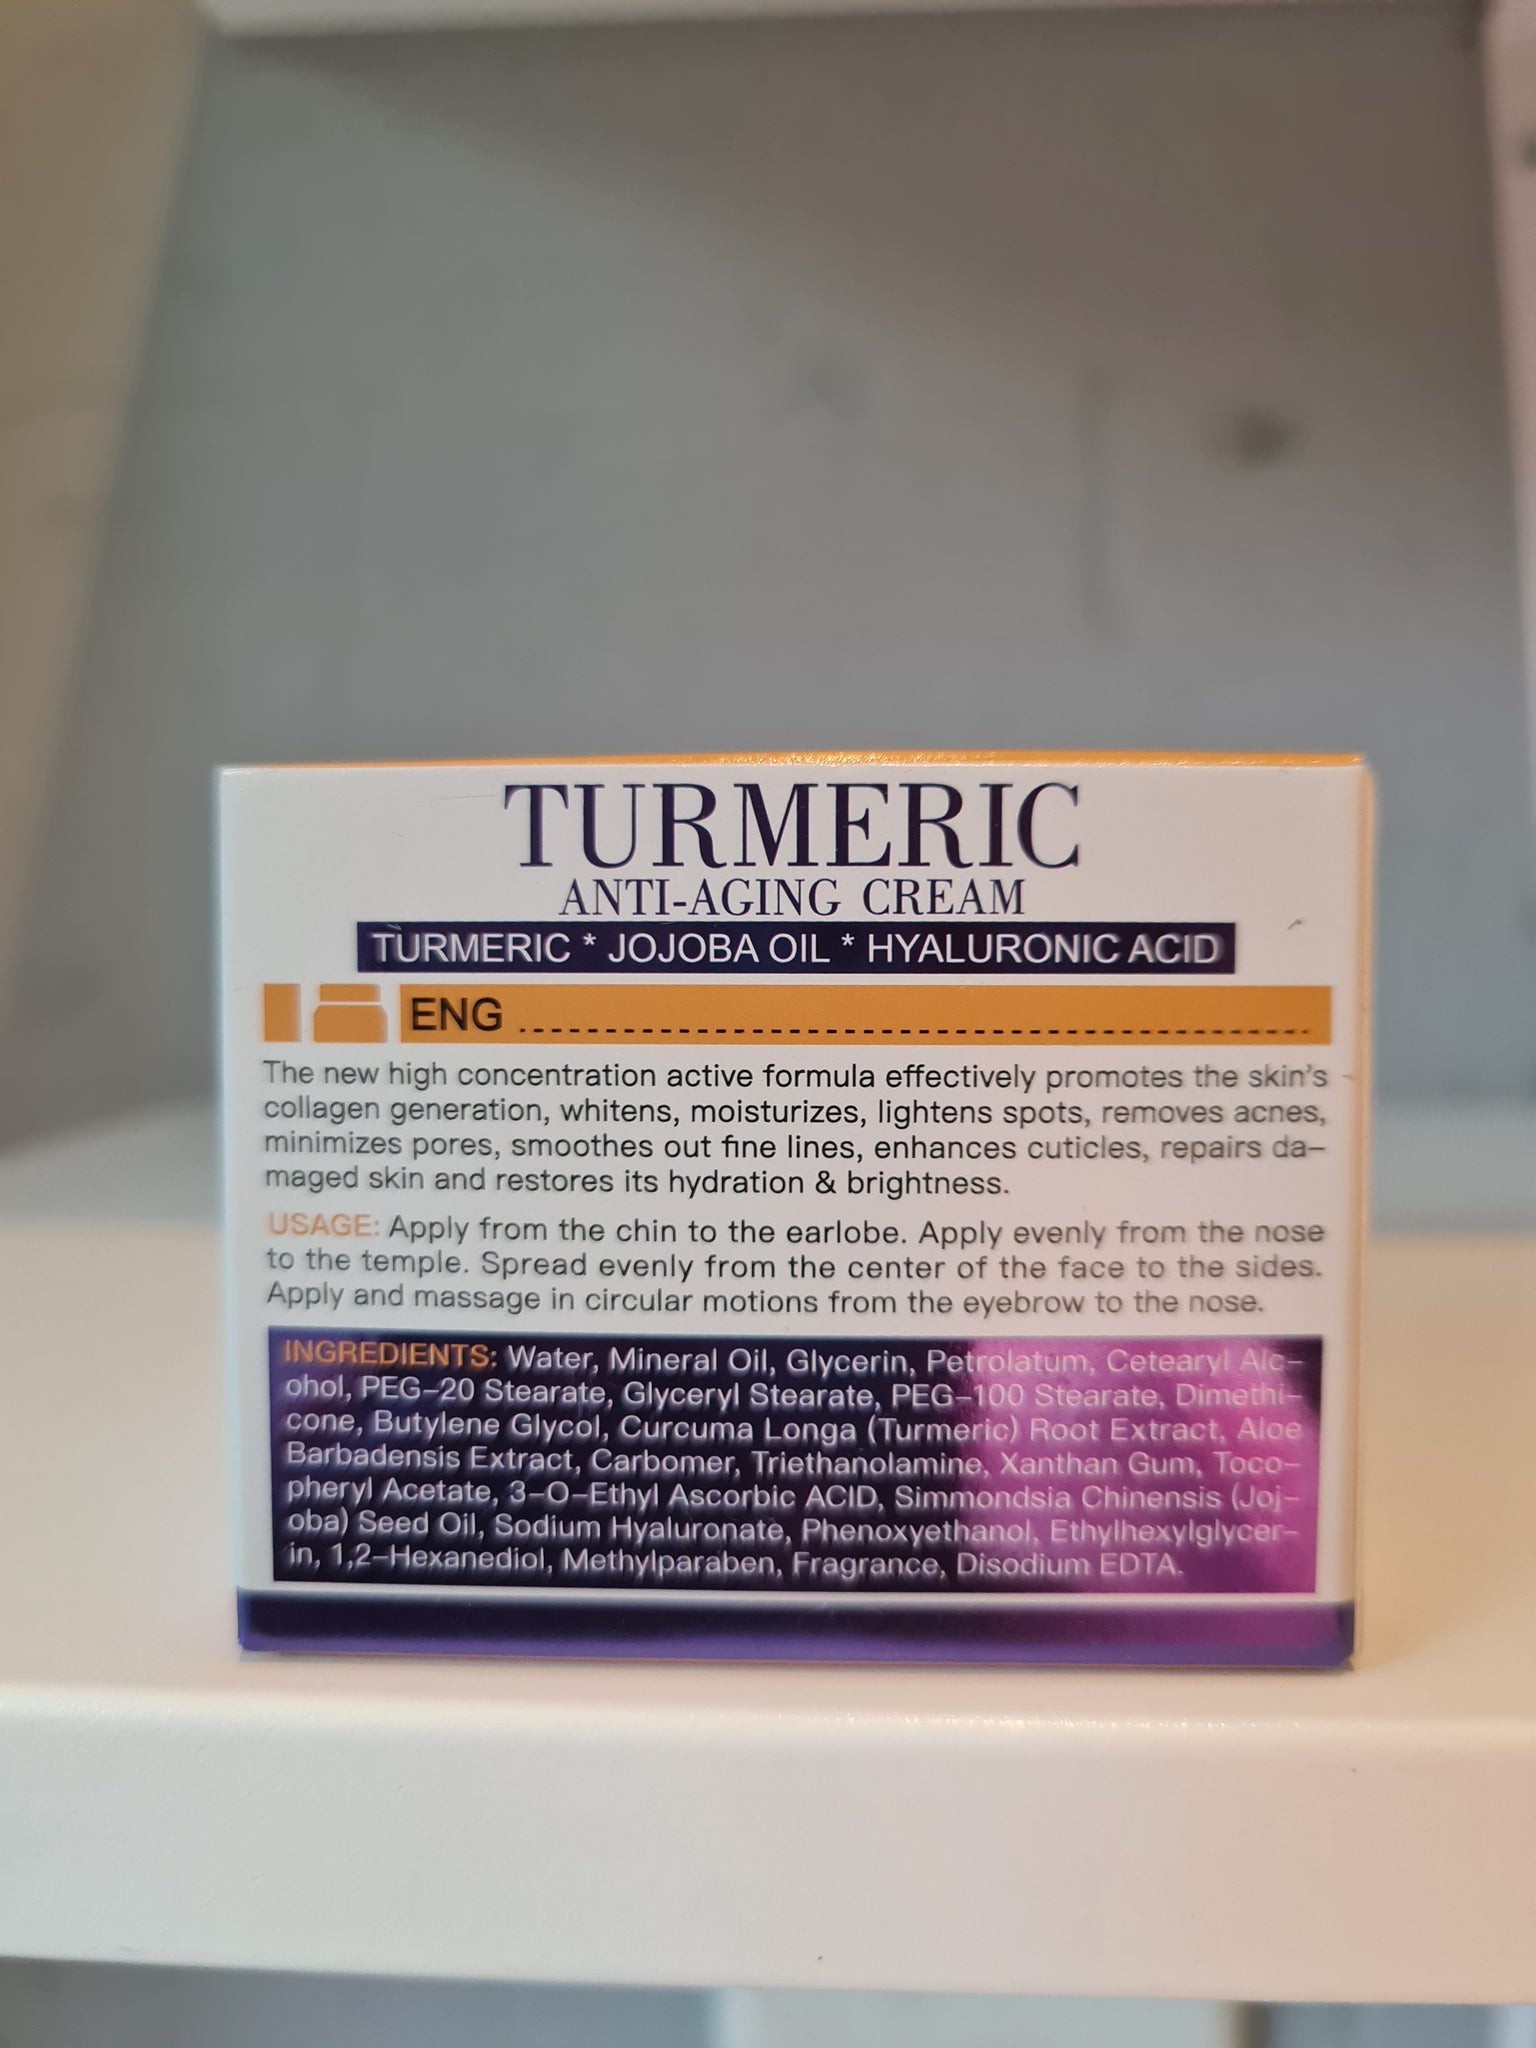 TURMERIC
ANTI-AGING CREAM
TURMERIC * JOJOBA OIL * HYALURONIC ACID
ENG
The new high concentration active formula effectively promotes the skin's
collagen generation, whitens, moisturizes, lightens spots, removes acnes,
minimizes pores, smoothes out fine lines, enhances cuticles, repairs da-
maged skin and restores its hydration & brightness.
USAGE: Apply from the chin to the earlobe. Apply evenly from the nose
to the temple. Spread evenly from the center of the face to the sides.
Apply and massage in circular motions from the eyebrow to the nose.
INGREDIENTS: Water, Mineral Oil, Glycerin, Petrolatum, Cetearyl Alc-
ohol, PEG-20 Stearate, Glyceryl Stearate, PEG-100 Stearate, Dimethi-
cone, Butylene Glycol, Curcuma Longa (Turmeric) Root Extract, Aloe
Barbadensis Extract, Carbomer, Triethanolamine, Xanthan Gum, Toco-
pheryl Acetate, 3-O-Ethyl Ascorbic ACID, Simmondsia Chinensis (Joj-
oba) Seed Oil, Sodium Hyaluronate, Phenoxyethanol, Ethylhexylglycer-
in, 1,2-Hexanediol, Methylparaben, Fragrance, Disodium EDTA.